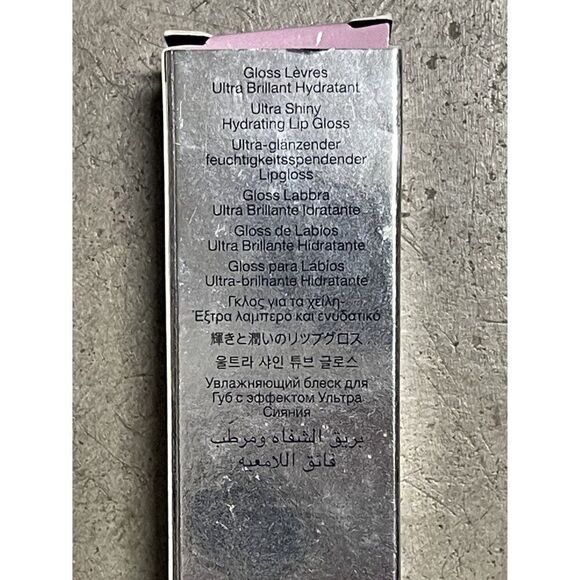 Gloss Lèvres
Ultra Brillant Hydratant
Ultra Shiny
Hydrating Lip Gloss
Ultra-glänzender
feuchtigkeitsspendender
Lipgloss
Gloss Labbra
Ultra Brillante Idratante
Gloss de Labios
Ultra Brillante Hidratante
Gloss para Lábios
Ultra-brilhante Hidratante
Γκλος για τα χείλη-
Έξτρα λαμπερό και ενυδατικό
輝きと潤いのリップグロス
울트라 샤인 튜브 글로스
Увлажняющий блеск для
Губ с эффектом Ультра
Сияния
بريق الشفاه ومرطب
فائق اللامعيه